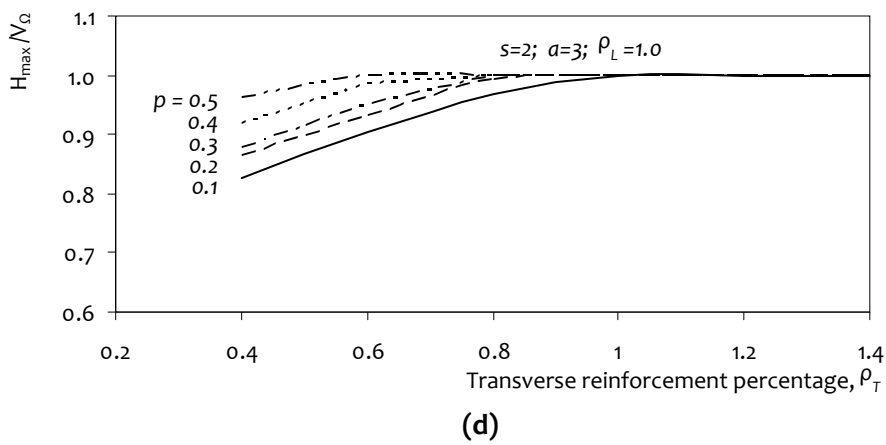 H_max/V_Ω
1.1
s=2; a=3; ρ_L =1.0
1.0
p = 0.5
0.4
0.9
0.3
0.2
0.8
0.1
0.7
0.6
0.2 0.4 0.6 0.8 1 1.2 1.4
Transverse reinforcement percentage, ρ_T
(d)